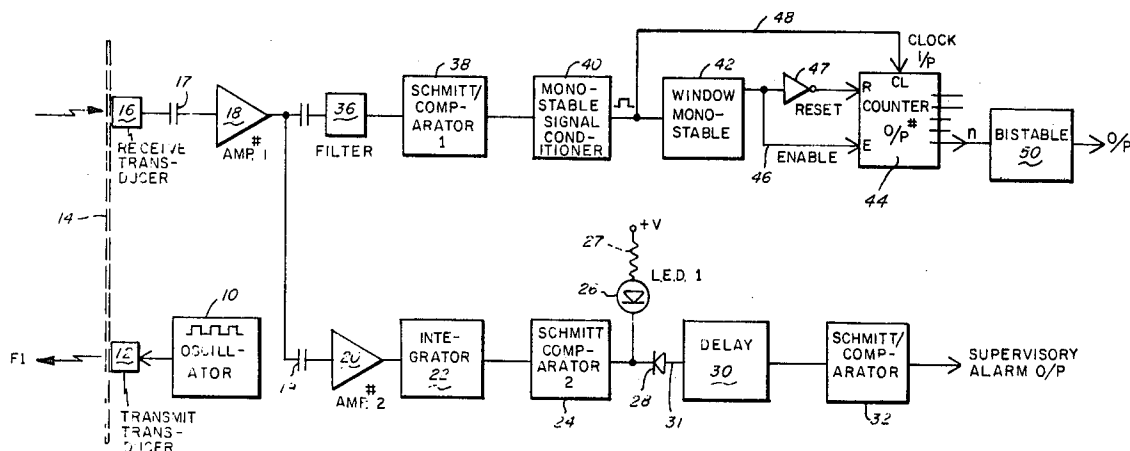 48
CLOCK
I/P
16
17
18
36
38
SCHMITT/
COMP-
ARATOR
1
40
MONO-
STABLE
SIGNAL
COND-
ITIONER
42
WINDOW
MONO-
STABLE
47
RESET
R
CL
COUNTER
O/P #
E
44
n
BISTABLE
50
O/P
RECEIVE
TRANS-
DUCER
AMP. # 1
FILTER
46
ENABLE
14
+V
27
L.E.D. 1
26
10
F1
12
OSCILL-
ATOR
TRANSMIT
TRANS-
DUCER
19
20
AMP. # 2
INTE-
GRATOR
22
SCHMITT
COMP-
ARATOR
2
24
28
31
DELAY
30
SCHMITT/
COMP-
ARATOR
32
SUPERVISORY
ALARM O/P